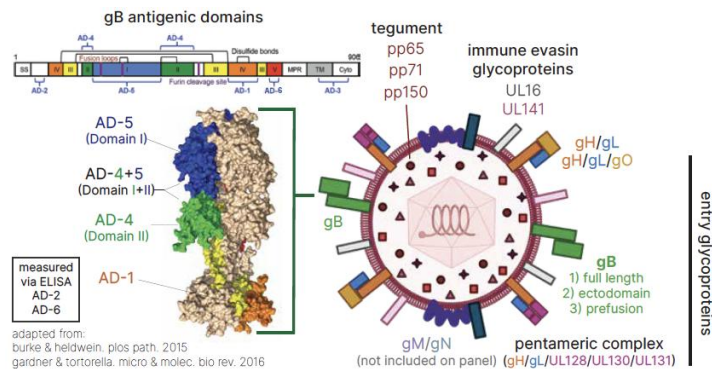 gB antigenic domains
AD-4
AD-4
Disulfide bonds
Fusion loops
1
SS
IV
III
II
I
II
III
IV
III
V
MPR
TM
Cyto
AD-2
AD-5
Furin cleavage site
AD-1
AD-6
AD-3
AD-5
(Domain I)
AD-4+5
(Domain I+II)
AD-4
(Domain II)
AD-1
measured
via ELISA
AD-2
AD-6
adapted from:
burke & heldwein. plos path. 2015
gardner & tortorella. micro & molec. bio rev. 2016
tegument
pp65
pp71
pp150
immune evasin
glycoproteins
UL16
UL141
gH/gL
gH/gL/gO
gB
gB
1) full length
2) ectodomain
3) prefusion
entry glycoproteins
gM/gN
(not included on panel)
pentameric complex
(gH/gL/UL128/UL130/UL131)